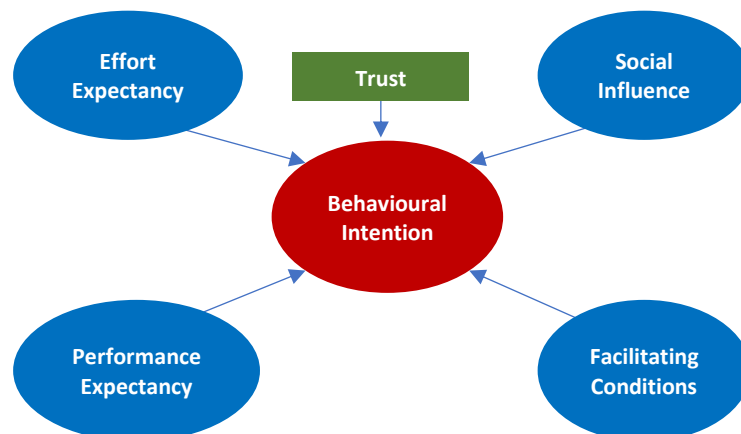 Effort
Expectancy
Trust
Social
Influence
Behavioural
Intention
Performance
Expectancy
Facilitating
Conditions